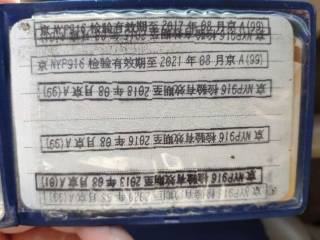 京NYP916 检验有效期至 2017 年 08 月京 A(99)
京 NYP916 检验有效期至 2021 年 08 月京 A(99)
京 NYP916 检验有效期至 2018 年 08 月京 A(99)
京 NYP916 检验有效期至 2016 年 08 月京 A(99)
京 NYP916 检验有效期至 2013 年 08 月京 A(01)